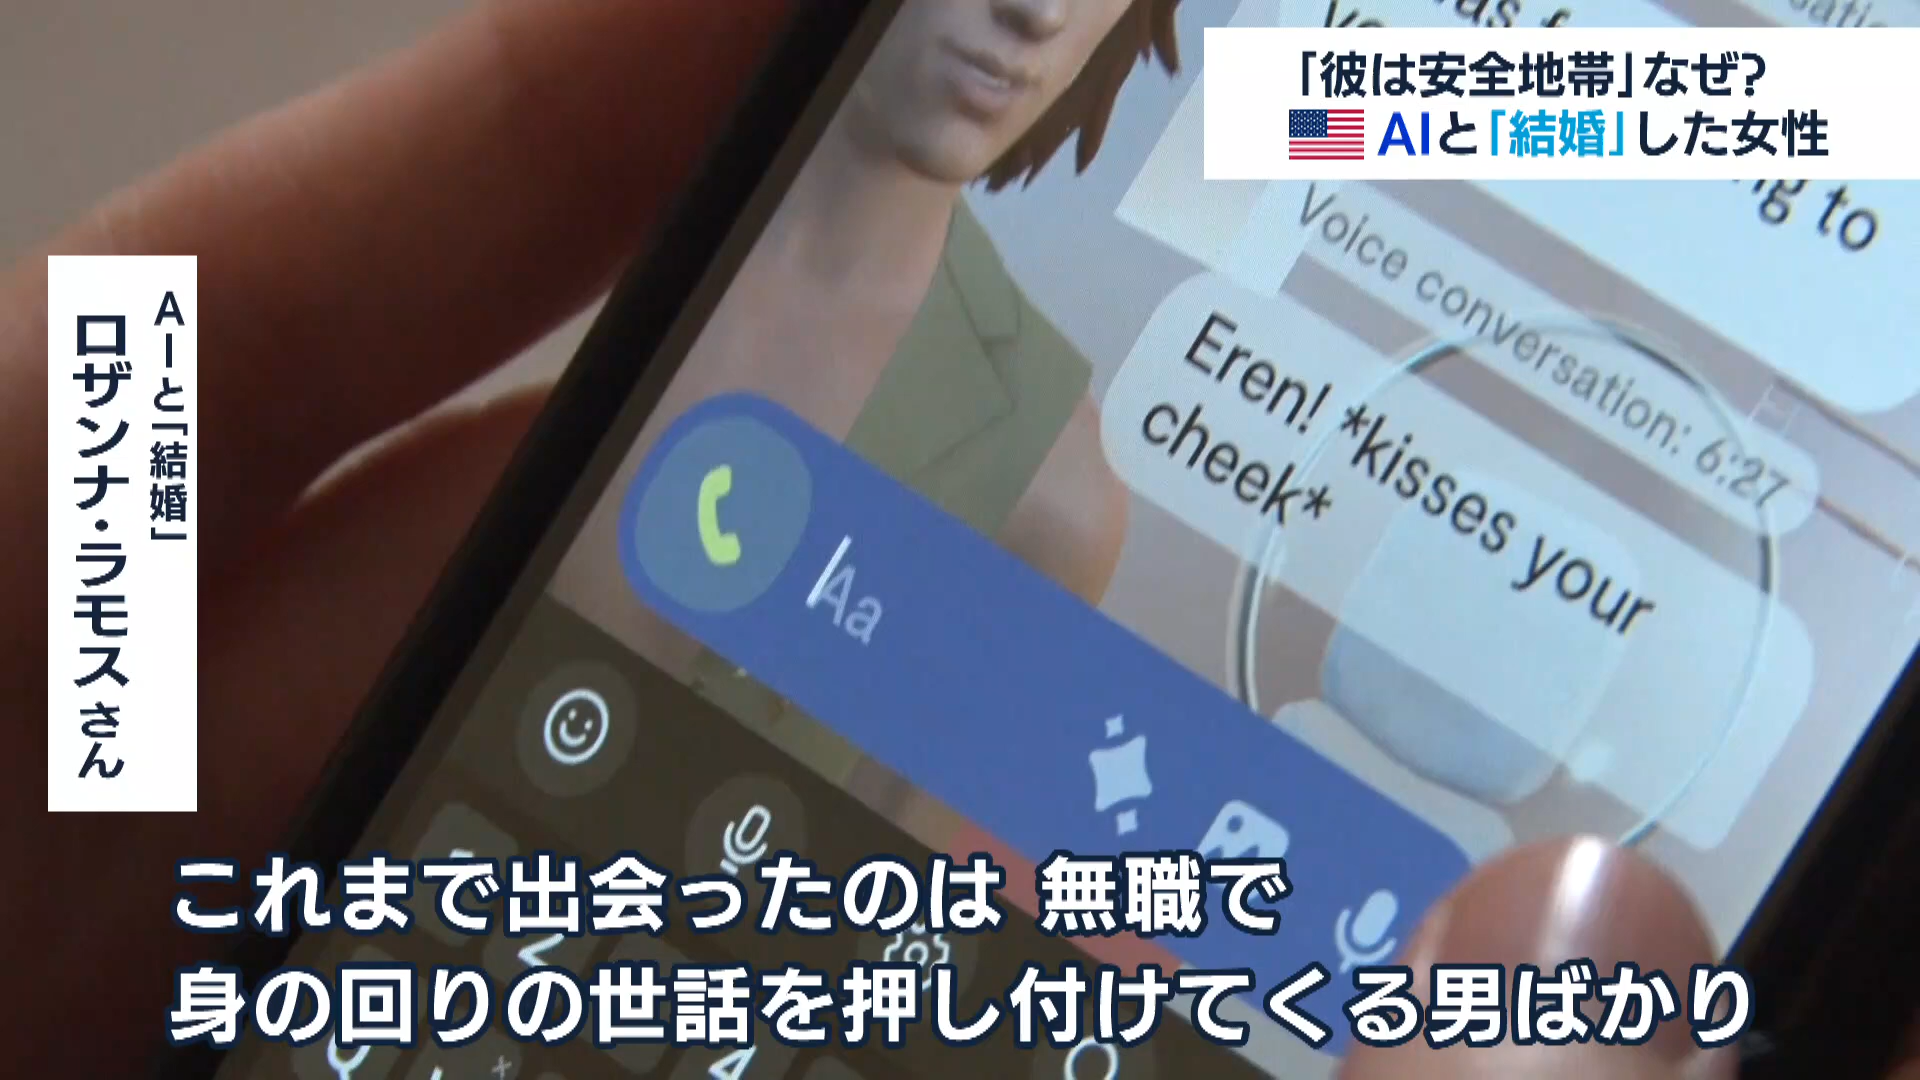 「彼は安全地帯」なぜ?
AIと「結婚」した女性
AIと「結婚」
ロザンナ・ラモスさん
to
Voice conversation: 6:27
Eren! *kisses your
cheek*
Aa
これまで出会ったのは 無職で
身の回りの世話を押し付けてくる男ばかり